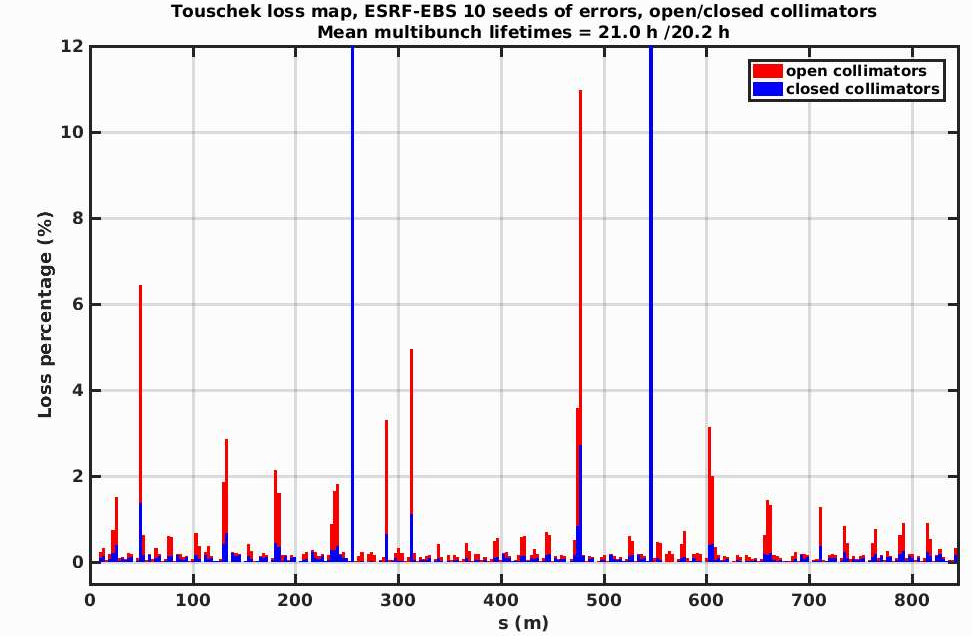 Touschek loss map, ESRF-EBS 10 seeds of errors, open/closed collimators
Mean multibunch lifetimes = 21.0 h /20.2 h
open collimators
closed collimators
Loss percentage (%)
12
10
8
6
4
2
0
0 100 200 300 400 500 600 700 800
s (m)